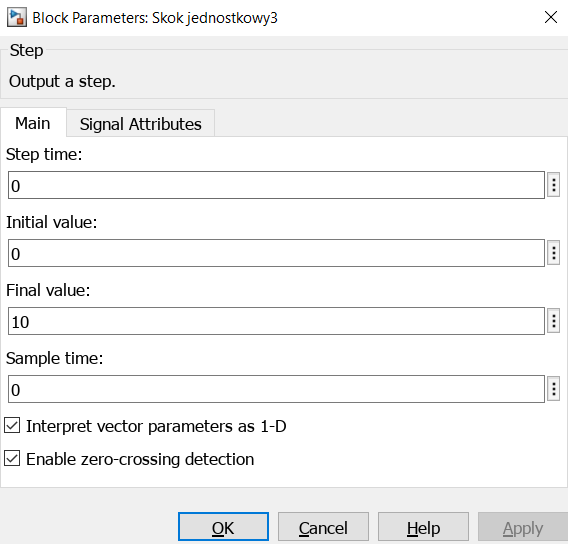 Block Parameters: Skok jednostkowy3
Step
Output a step.
Main
Signal Attributes
Step time:
0
Initial value:
0
Final value:
10
Sample time:
0
Interpret vector parameters as 1-D
Enable zero-crossing detection
OK
Cancel
Help
Apply